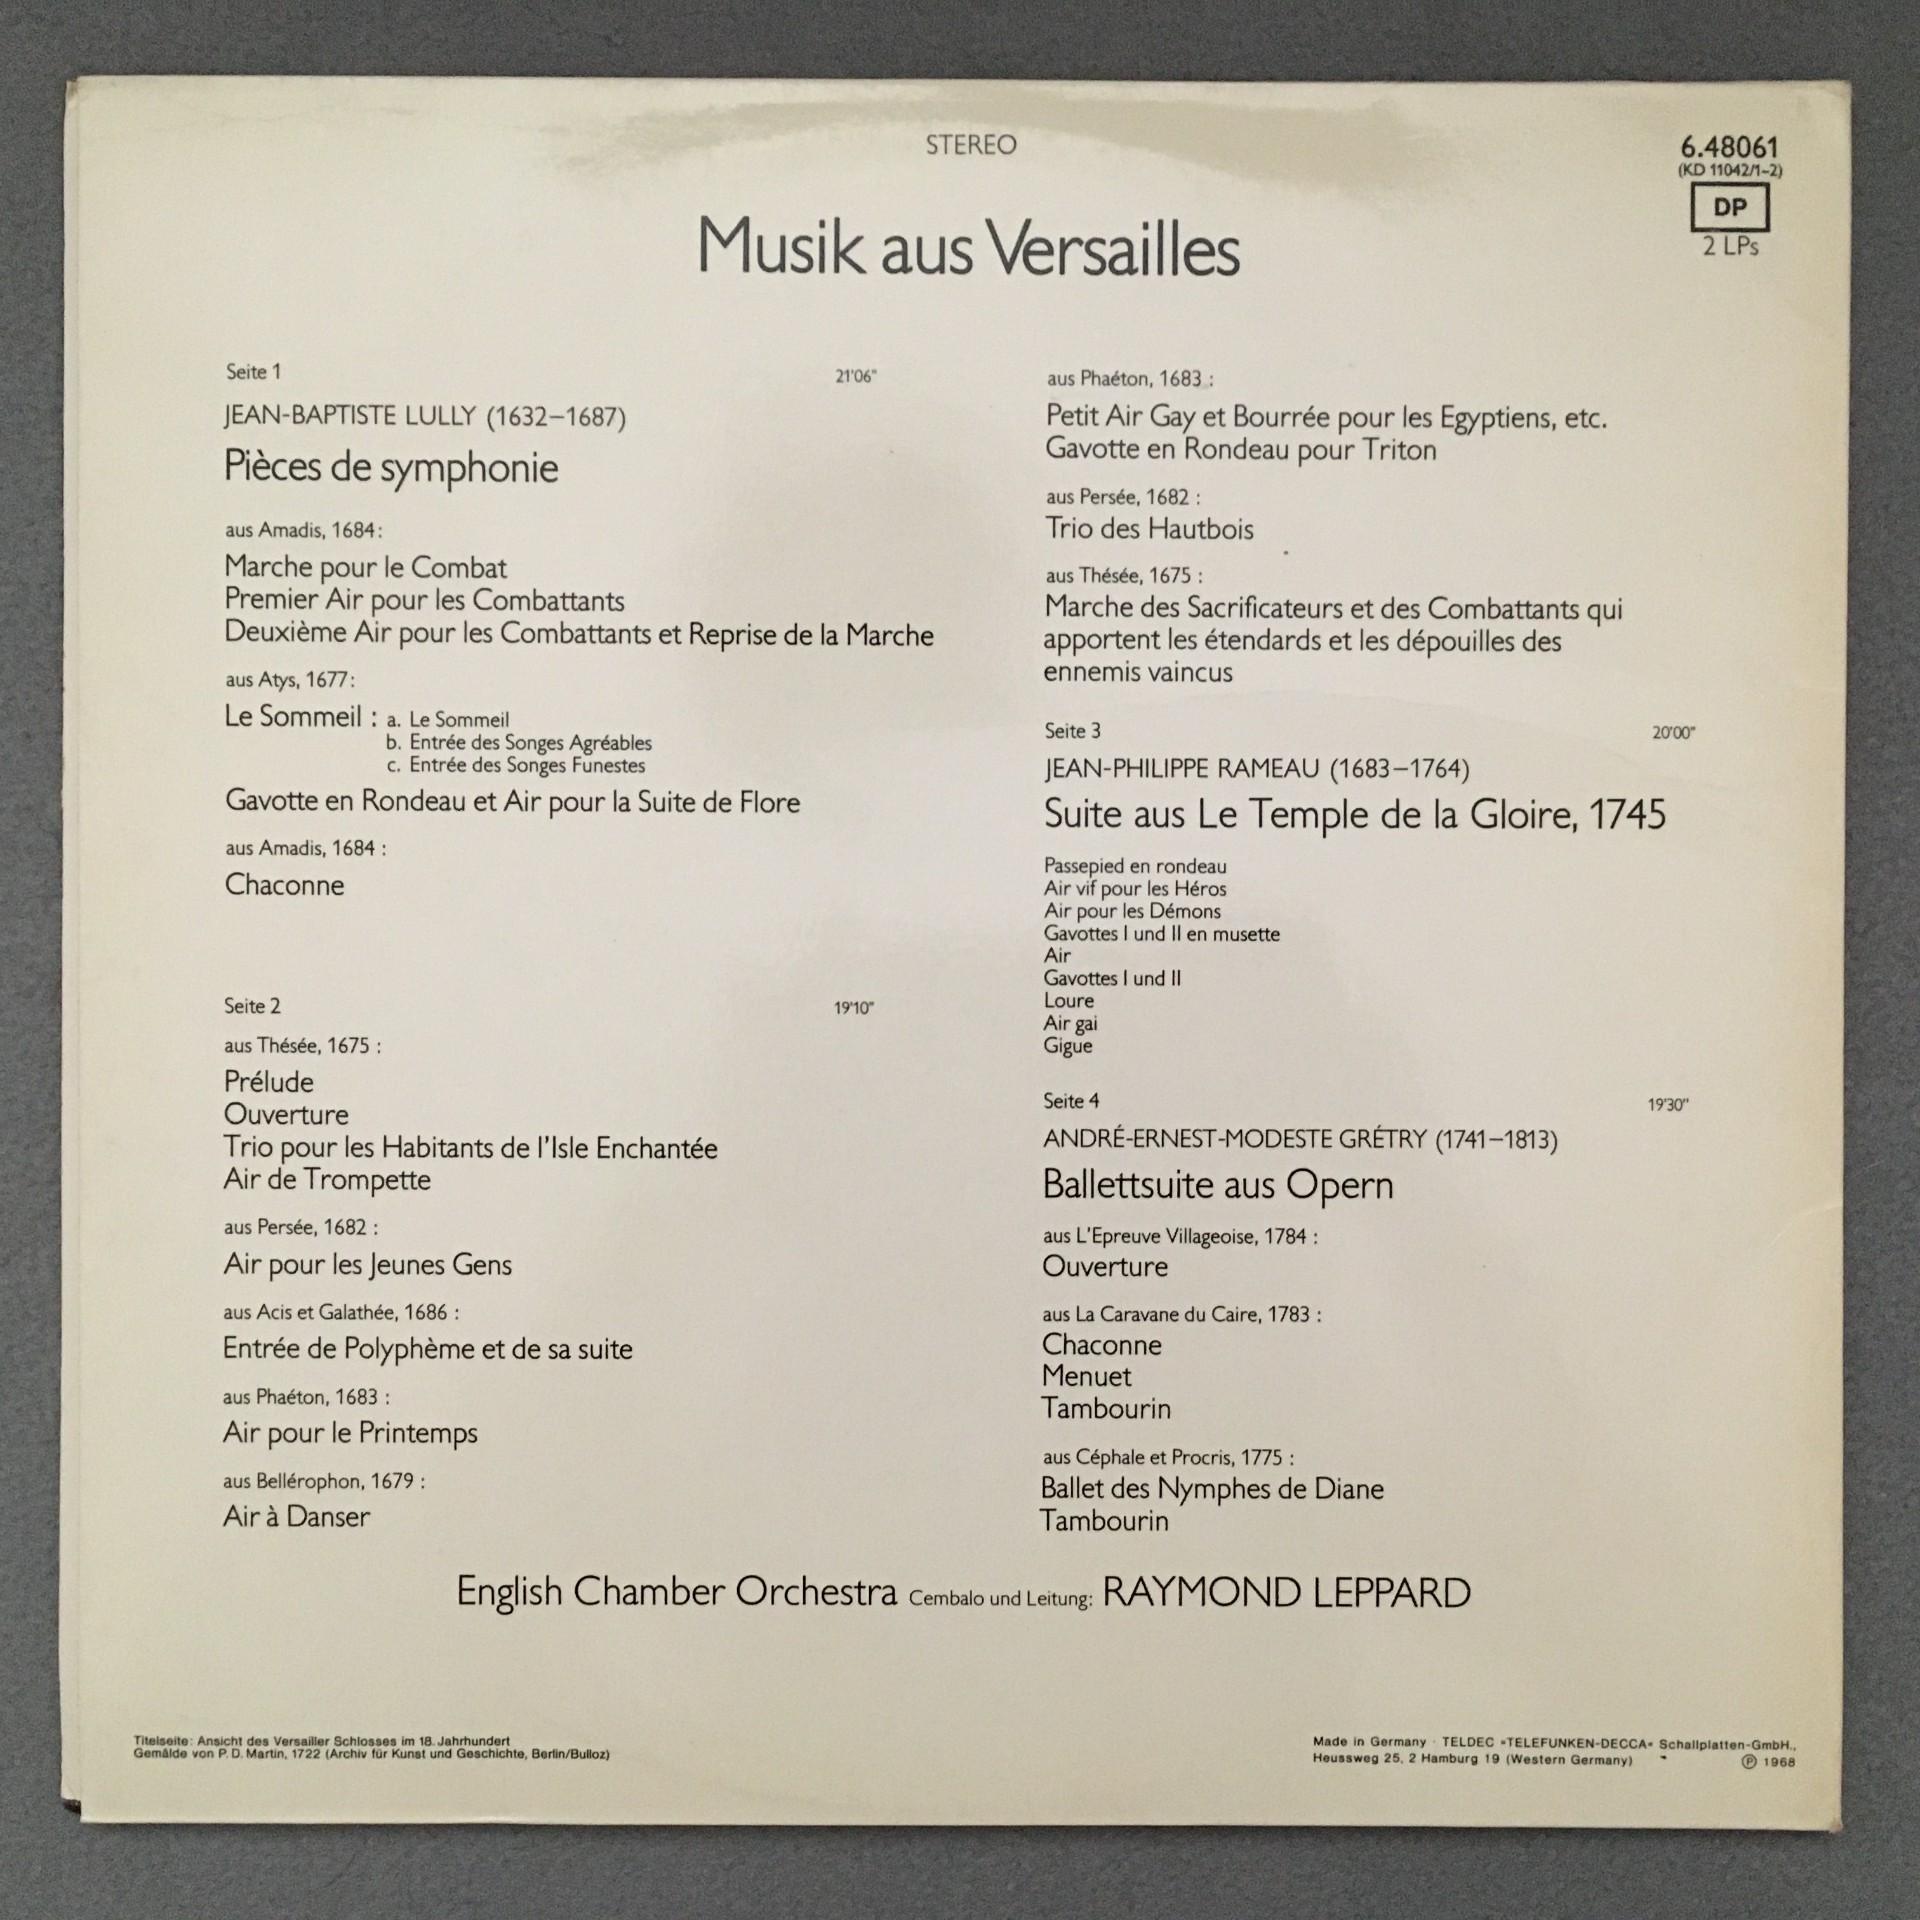 STEREO
6.48061
(KD 11042/1-2)
DP
2 LPs
Musik aus Versailles
Seite 1 21'06"
JEAN-BAPTISTE LULLY (1632–1687)
Pièces de symphonie
aus Amadis, 1684:
Marche pour le Combat
Premier Air pour les Combattants
Deuxième Air pour les Combattants et Reprise de la Marche
aus Atys, 1677:
Le Sommeil : a. Le Sommeil
b. Entrée des Songes Agréables
c. Entrée des Songes Funestes
Gavotte en Rondeau et Air pour la Suite de Flore
aus Amadis, 1684 :
Chaconne
Seite 2 19'10"
aus Thésée, 1675 :
Prélude
Ouverture
Trio pour les Habitants de l'Isle Enchantée
Air de Trompette
aus Persée, 1682 :
Air pour les Jeunes Gens
aus Acis et Galathée, 1686 :
Entrée de Polyphème et de sa suite
aus Phaéton, 1683 :
Air pour le Printemps
aus Bellérophon, 1679 :
Air à Danser
aus Phaéton, 1683 :
Petit Air Gay et Bourrée pour les Egyptiens, etc.
Gavotte en Rondeau pour Triton
aus Persée, 1682 :
Trio des Hautbois
aus Thésée, 1675 :
Marche des Sacrificateurs et des Combattants qui
apportent les étendards et les dépouilles des
ennemis vaincus
Seite 3 20'00"
JEAN-PHILIPPE RAMEAU (1683–1764)
Suite aus Le Temple de la Gloire, 1745
Passepied en rondeau
Air vif pour les Héros
Air pour les Démons
Gavottes I und II en musette
Air
Gavottes I und II
Loure
Air gai
Gigue
Seite 4 19'30"
ANDRÉ-ERNEST-MODESTE GRÉTRY (1741–1813)
Ballettsuite aus Opern
aus L'Epreuve Villageoise, 1784 :
Ouverture
aus La Caravane du Caire, 1783 :
Chaconne
Menuet
Tambourin
aus Céphale et Procris, 1775 :
Ballet des Nymphes de Diane
Tambourin
English Chamber Orchestra Cembalo und Leitung: RAYMOND LEPPARD
Titelseite: Ansicht des Versailler Schlosses im 18. Jahrhundert
Gemälde von P. D. Martin, 1722 (Archiv für Kunst und Geschichte, Berlin/Bulloz)
Made in Germany · TELDEC »TELEFUNKEN-DECCA« Schallplatten-GmbH.,
Heussweg 25, 2 Hamburg 19 (Western Germany) ℗ 1968